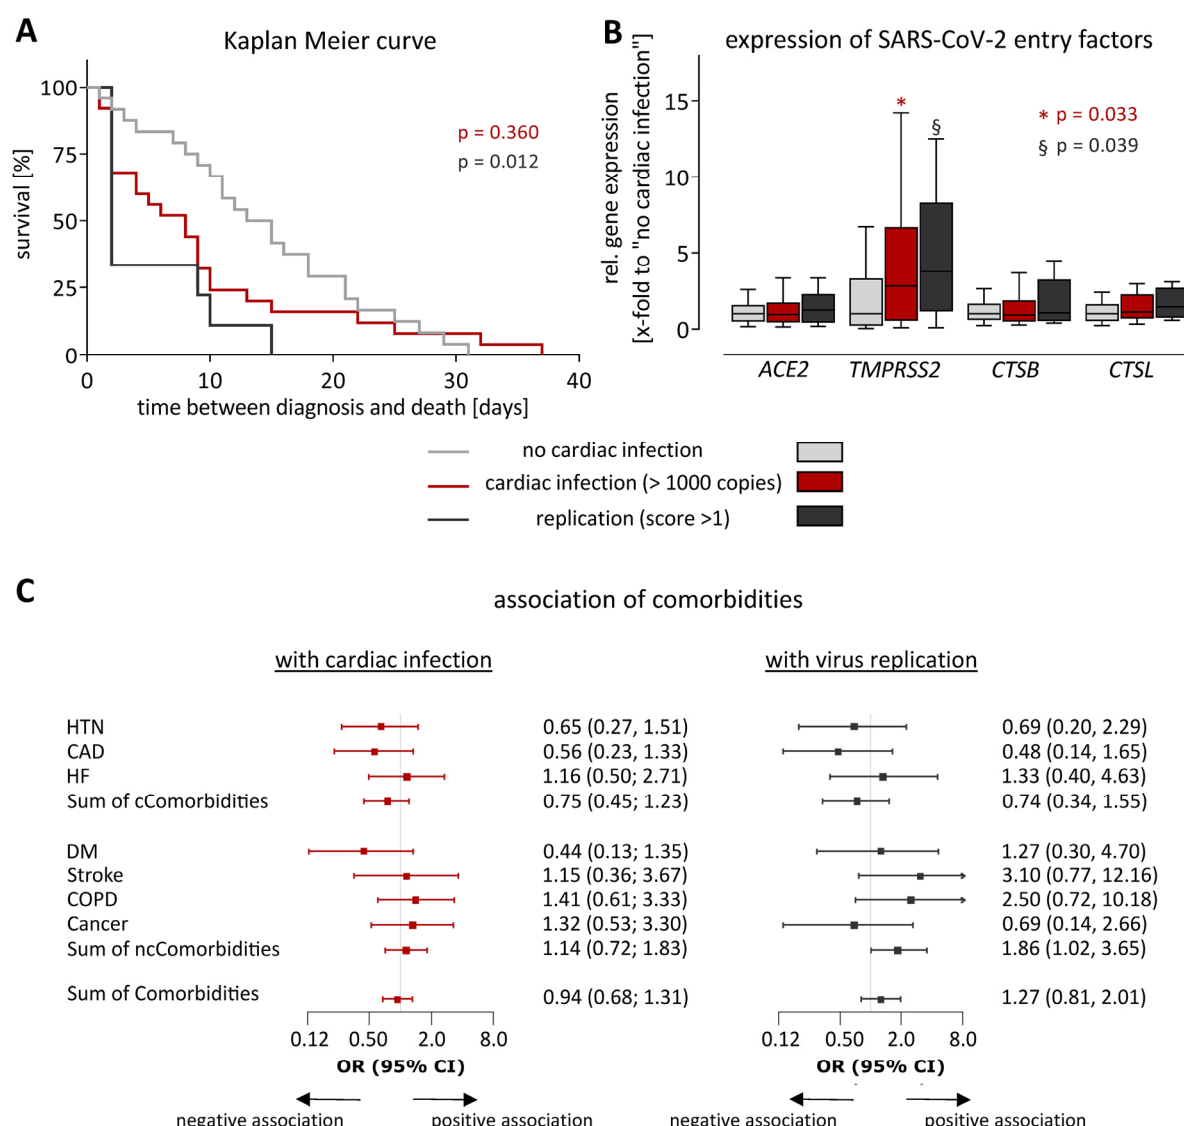 A
Kaplan Meier curve
survival [%]
100
75
50
25
0
p = 0.360
p = 0.012
0 10 20 30 40
time between diagnosis and death [days]
B
expression of SARS-CoV-2 entry factors
rel. gene expression
[x-fold to "no cardiac infection"]
15
10
5
0
*
§
* p = 0.033
§ p = 0.039
ACE2 TMPRSS2 CTSB CTSL
no cardiac infection
cardiac infection (> 1000 copies)
replication (score >1)
C
association of comorbidities
with cardiac infection with virus replication
HTN 0.65 (0.27, 1.51) 0.69 (0.20, 2.29)
CAD 0.56 (0.23, 1.33) 0.48 (0.14, 1.65)
HF 1.16 (0.50; 2.71) 1.33 (0.40, 4.63)
Sum of cComorbidities 0.75 (0.45; 1.23) 0.74 (0.34, 1.55)
DM 0.44 (0.13; 1.35) 1.27 (0.30, 4.70)
Stroke 1.15 (0.36; 3.67) 3.10 (0.77, 12.16)
COPD 1.41 (0.61; 3.33) 2.50 (0.72, 10.18)
Cancer 1.32 (0.53; 3.30) 0.69 (0.14, 2.66)
Sum of ncComorbidities 1.14 (0.72; 1.83) 1.86 (1.02, 3.65)
Sum of Comorbidities 0.94 (0.68; 1.31) 1.27 (0.81, 2.01)
0.12 0.50 2.0 8.0 0.12 0.50 2.0 8.0
OR (95% CI) OR (95% CI)
negative association positive association negative association positive association